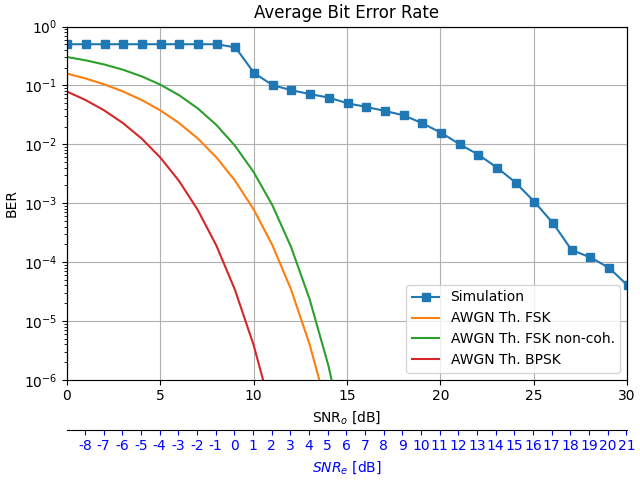 Average Bit Error Rate
10^0
10^-1
10^-2
10^-3
10^-4
10^-5
10^-6
BER
Simulation
AWGN Th. FSK
AWGN Th. FSK non-coh.
AWGN Th. BPSK
0 5 10 15 20 25 30
SNR_o [dB]
-8 -7 -6 -5 -4 -3 -2 -1 0 1 2 3 4 5 6 7 8 9 10 11 12 13 14 15 16 17 18 19 20 21
SNR_e [dB]